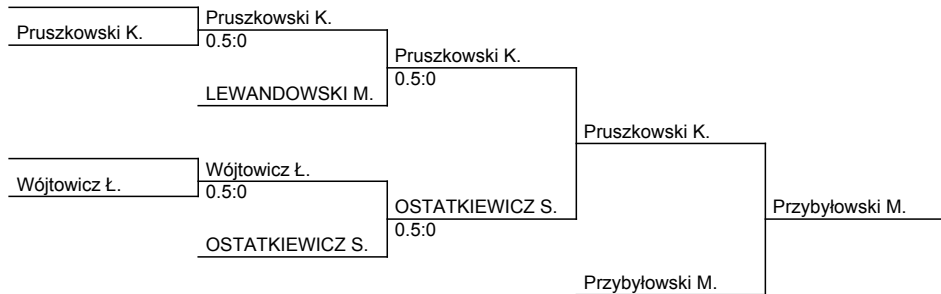 Pruszkowski K.
Pruszkowski K.
0.5:0
Pruszkowski K.
0.5:0
LEWANDOWSKI M.
Pruszkowski K.
Wójtowicz Ł.
Wójtowicz Ł.
0.5:0
OSTATKIEWICZ S.
0.5:0
Przybyłowski M.
OSTATKIEWICZ S.
Przybyłowski M.